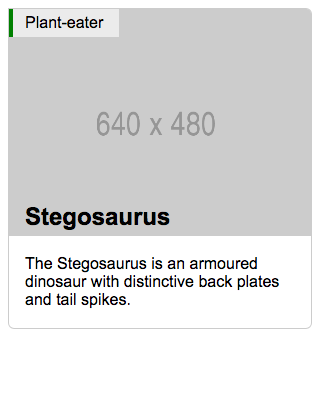 Plant-eater
640 x 480
Stegosaurus
The Stegosaurus is an armoured
dinosaur with distinctive back plates
and tail spikes.